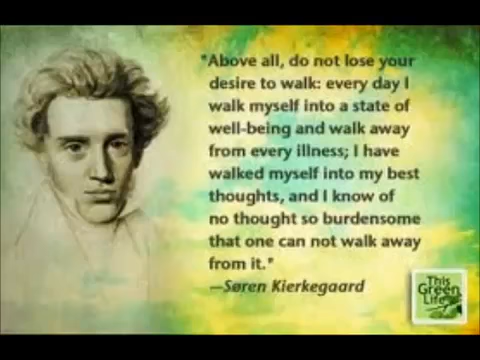 "Above all, do not lose your
desire to walk: every day I
walk myself into a state of
well-being and walk away
from every illness; I have
walked myself into my best
thoughts, and I know of
no thought so burdensome
that one can not walk away
from it."
—Søren Kierkegaard
This
Green
Life